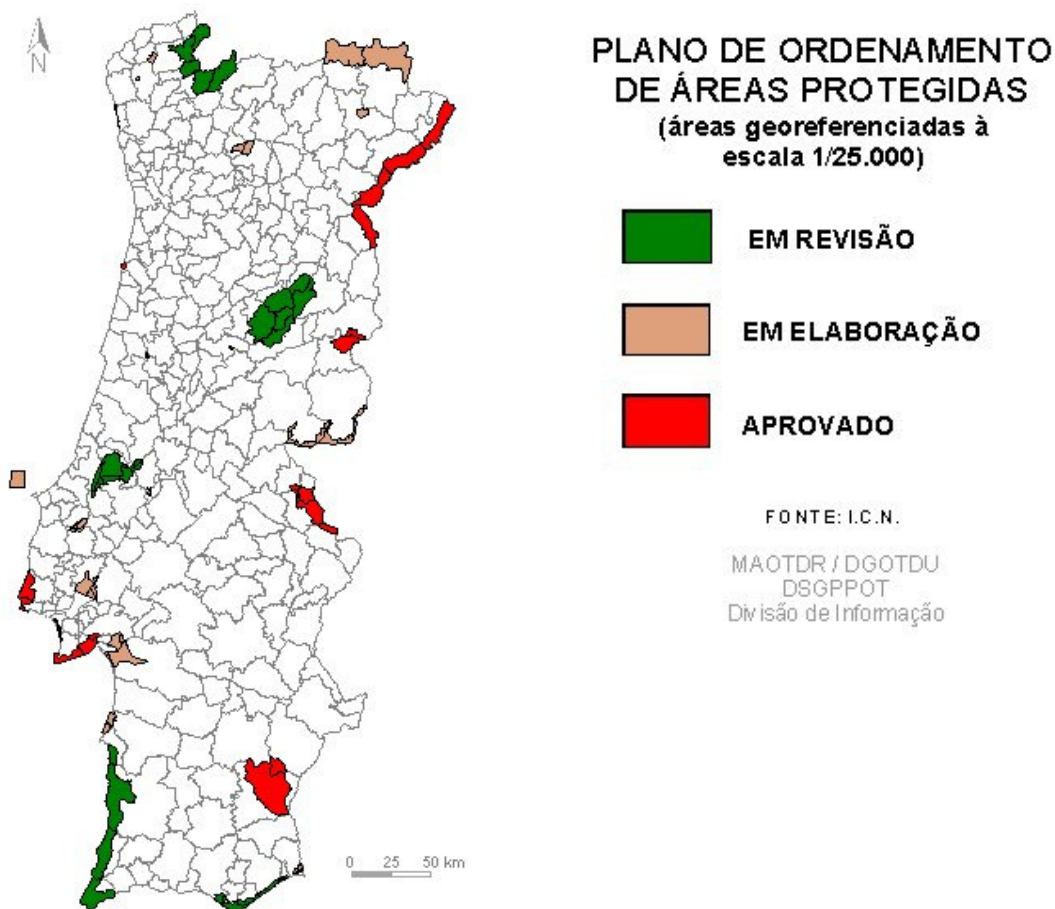 N
PLANO DE ORDENAMENTO
DE ÁREAS PROTEGIDAS
(áreas georeferenciadas à
escala 1/25.000)
EM REVISÃO
EM ELABORAÇÃO
APROVADO
FONTE: I.C.N.
MAOTDR / DGOTDU
DSGPPOT
Divisão de Informação
0 25 50 km